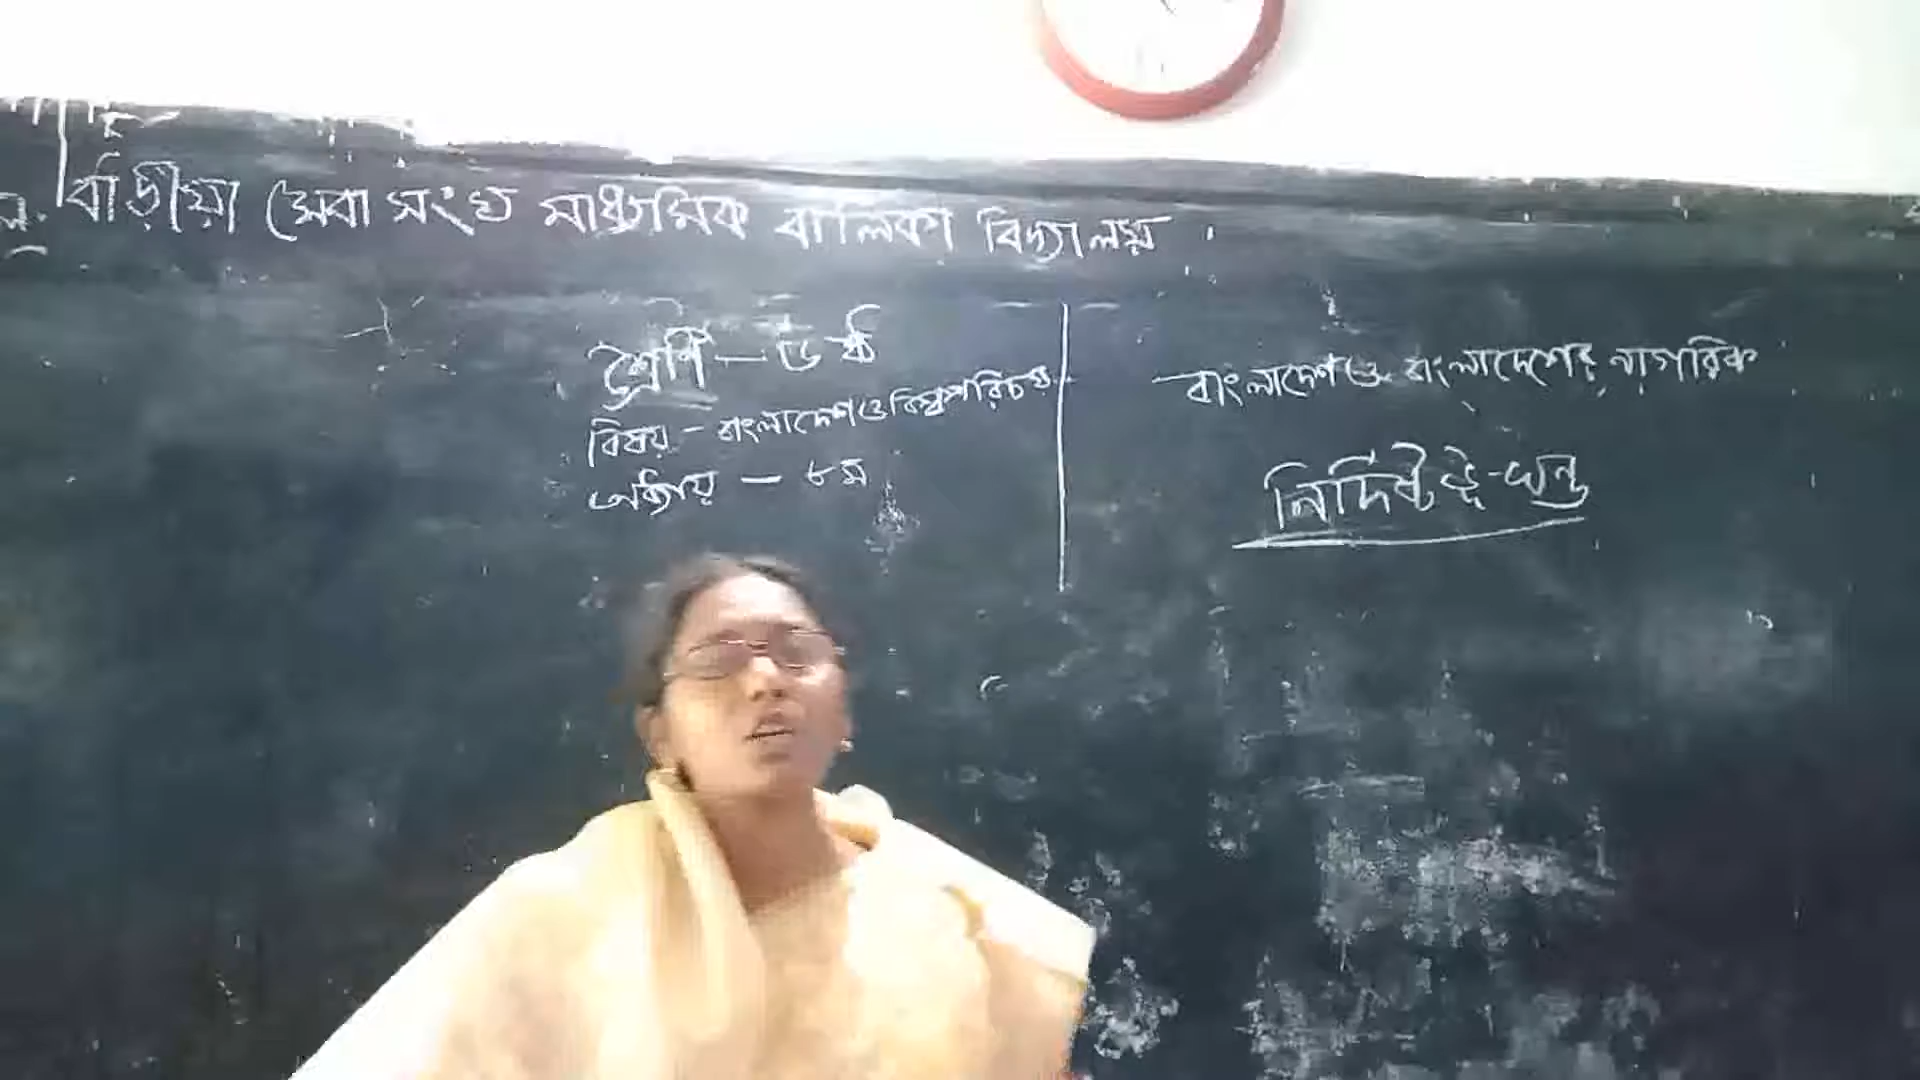 বাড়ীয়া সেবা সংঘ মাধ্যমিক বালিকা বিদ্যালয়
শ্রেণি - ৬ষ্ঠ
বিষয় - বাংলাদেশ ও বিশ্বপরিচয়
অধ্যায় - ৮ম
বাংলাদেশ ও বাংলাদেশের নাগরিক
নির্দিষ্ট ভূ-খন্ড